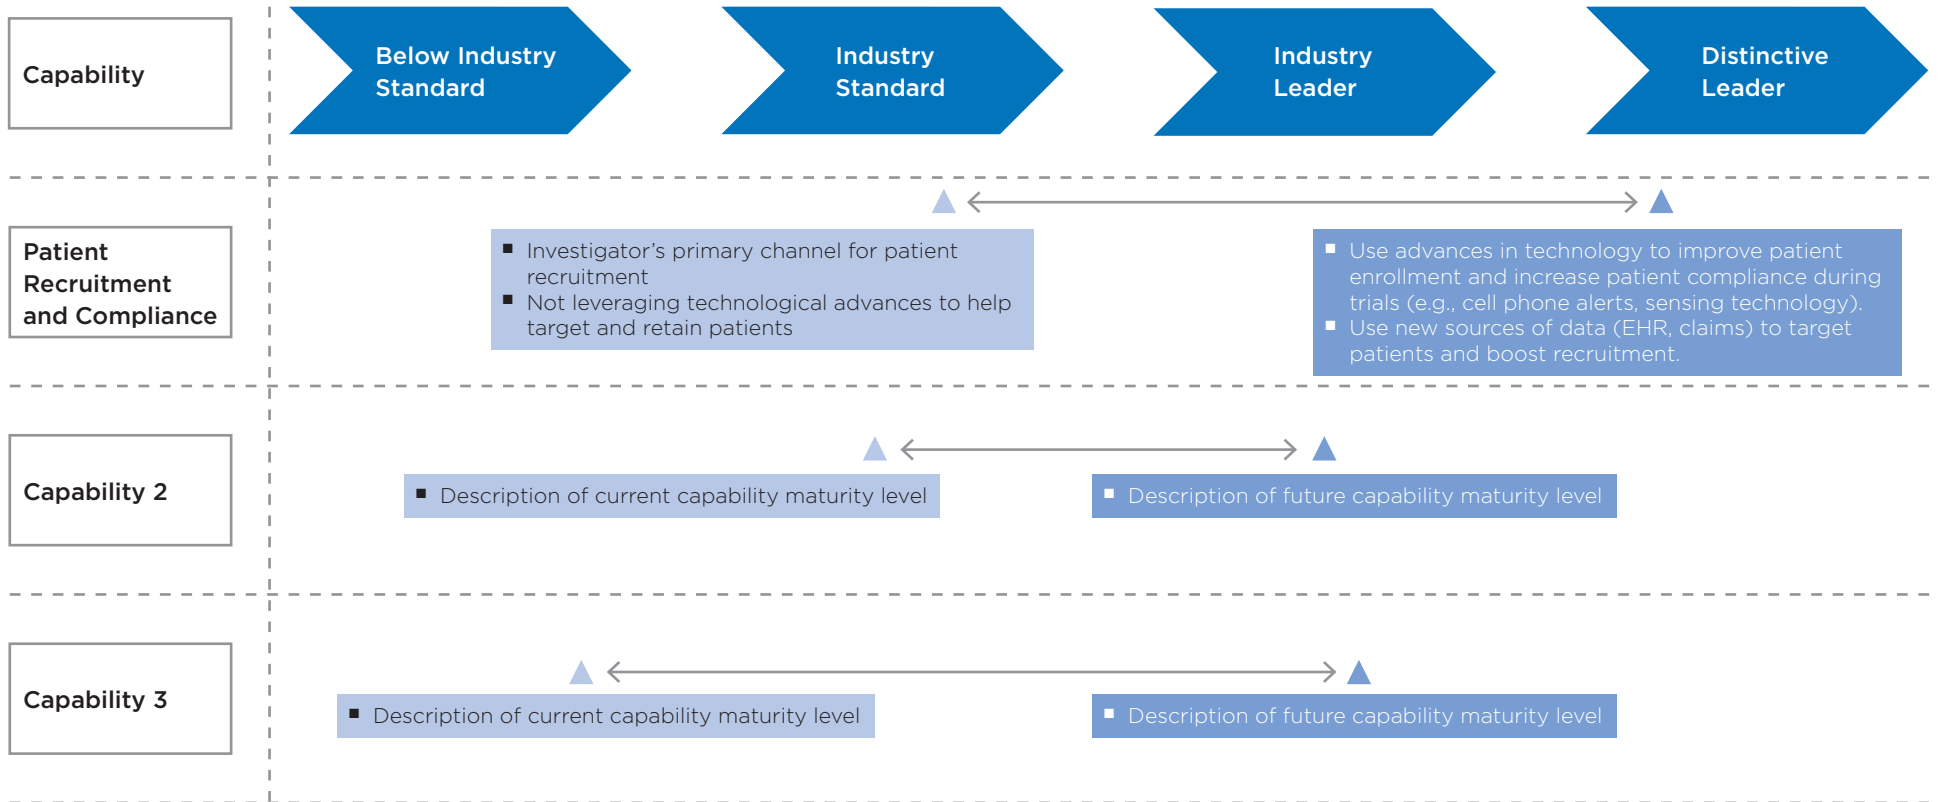 Capability
Below Industry
Standard
Industry
Standard
Industry
Leader
Distinctive
Leader
Patient
Recruitment
and Compliance
Investigator’s primary channel for patient
recruitment
Not leveraging technological advances to help
target and retain patients
Use advances in technology to improve patient
enrollment and increase patient compliance during
trials (e.g., cell phone alerts, sensing technology).
Use new sources of data (EHR, claims) to target
patients and boost recruitment.
Capability 2
Description of current capability maturity level
Description of future capability maturity level
Capability 3
Description of current capability maturity level
Description of future capability maturity level